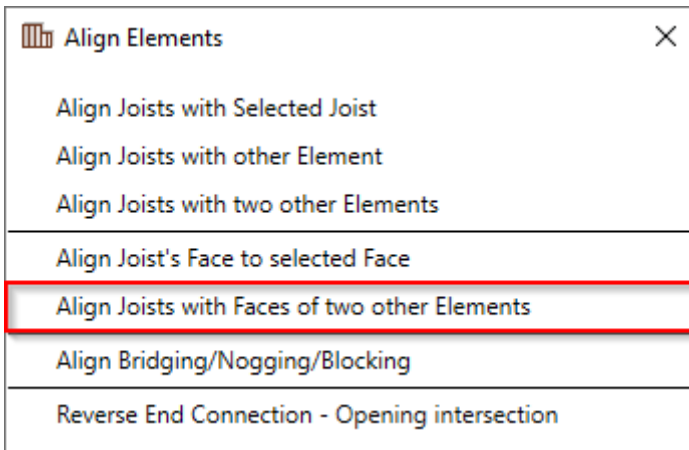 Align Elements
Align Joists with Selected Joist
Align Joists with other Element
Align Joists with two other Elements
Align Joist's Face to selected Face
Align Joists with Faces of two other Elements
Align Bridging/Nogging/Blocking
Reverse End Connection - Opening intersection